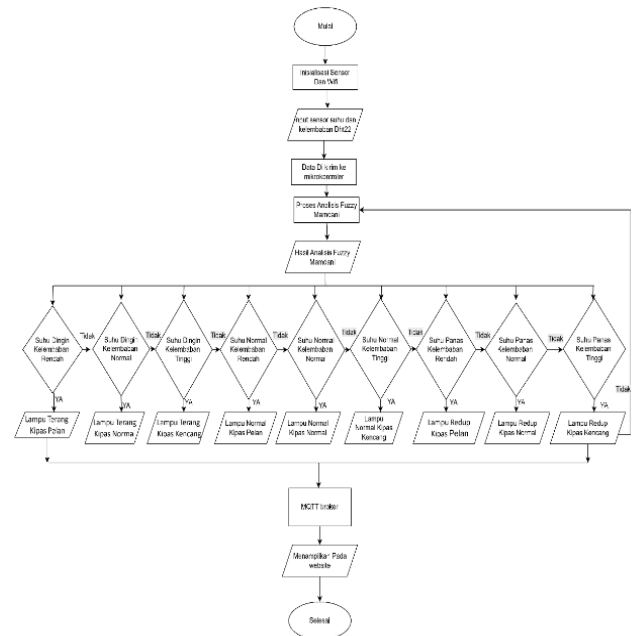 Mulai
Inisialisasi Sensor
Dan Wifi
Input sensor suhu dan
kelembaban Dht22
Data Di kirim ke
mikrokontroler
Proses Analisis Fuzzy
Mamdani
Hasil Analisis Fuzzy
Mamdani
Suhu Dingin
Kelembaban
Rendah
Tidak
Suhu Dingin
Kelembaban
Normal
Tidak
Suhu Dingin
Kelembaban
Tinggi
Tidak
Suhu Normal
Kelembaban
Rendah
Tidak
Suhu Normal
Kelembaban
Normal
Tidak
Suhu Normal
Kelembaban
Tinggi
Tidak
Suhu Panas
Kelembaban
Rendah
Tidak
Suhu Panas
Kelembaban
Normal
Tidak
Suhu Panas
Kelembaban
Tinggi
Tidak
YA
YA
YA
YA
YA
YA
YA
YA
YA
Lampu Terang
Kipas Pelan
Lampu Terang
Kipas Normal
Lampu Terang
Kipas Kencang
Lampu Normal
Kipas Pelan
Lampu Normal
Kipas Normal
Lampu
Normal Kipas
Kencang
Lampu Redup
Kipas Pelan
Lampu Redup
Kipas Normal
Lampu Redup
Kipas Kencang
MQTT broker
Menampilkan Pada
website
Selesai